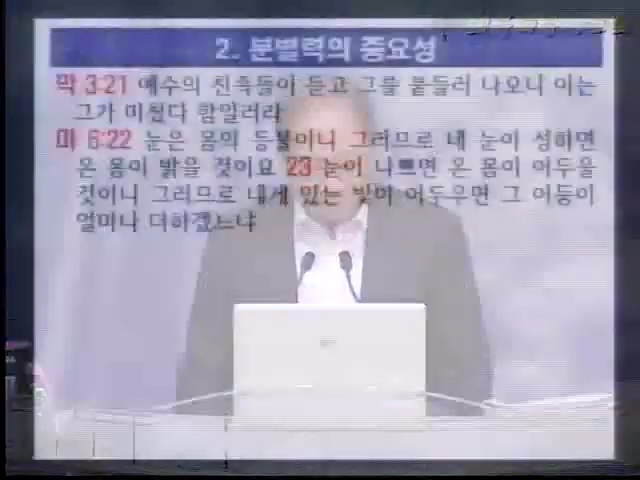 2. 분별력의 중요성
막 3:21 예수의 친족들이 듣고 그를 붙들러 나오니 이는
그가 미쳤다 함일러라
마 6:22 눈은 몸의 등불이니 그러므로 네 눈이 성하면
온 몸이 밝을 것이요 23 눈이 나쁘면 온 몸이 어두울
것이니 그러므로 네게 있는 빛이 어두우면 그 어둠이
얼마나 더하겠느냐